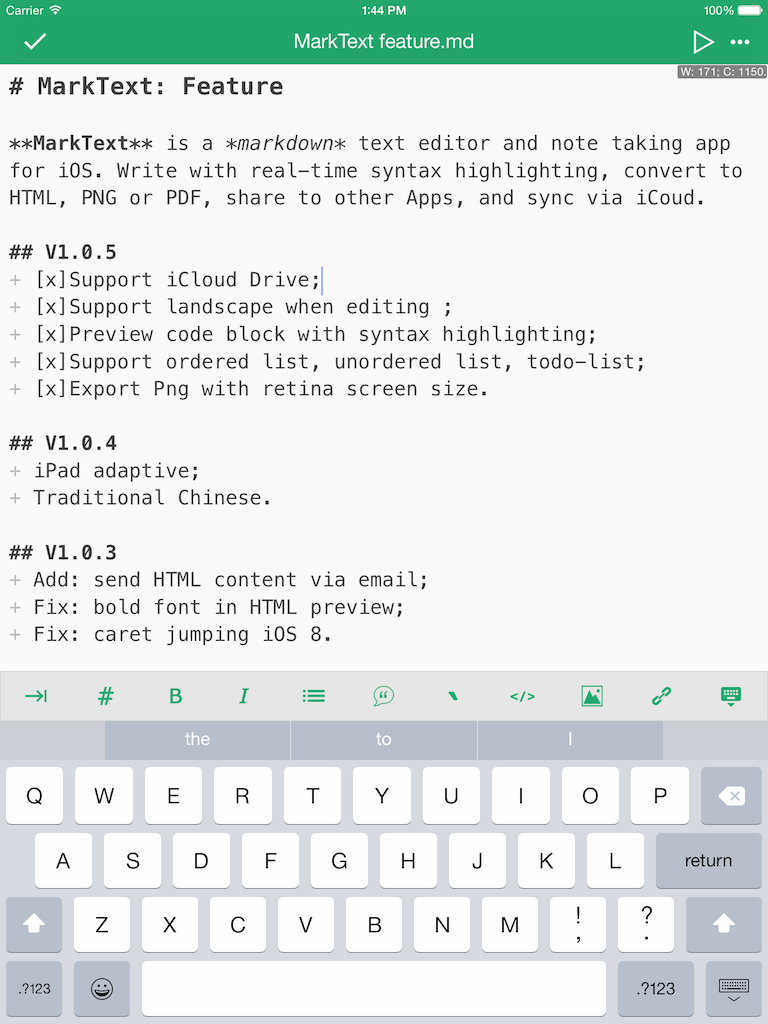 Carrier 1:44 PM 100%
MarkText feature.md
W: 171; C: 1150.
# MarkText: Feature
**MarkText** is a *markdown* text editor and note taking app
for iOS. Write with real-time syntax highlighting, convert to
HTML, PNG or PDF, share to other Apps, and sync via iCoud.
## V1.0.5
+ [x]Support iCloud Drive;
+ [x]Support landscape when editing ;
+ [x]Preview code block with syntax highlighting;
+ [x]Support ordered list, unordered list, todo-list;
+ [x]Export Png with retina screen size.
## V1.0.4
+ iPad adaptive;
+ Traditional Chinese.
## V1.0.3
+ Add: send HTML content via email;
+ Fix: bold font in HTML preview;
+ Fix: caret jumping iOS 8.
# B I </>
the to I
Q W E R T Y U I O P
A S D F G H J K L return
Z X C V B N M ! , ? .
.?123 .?123